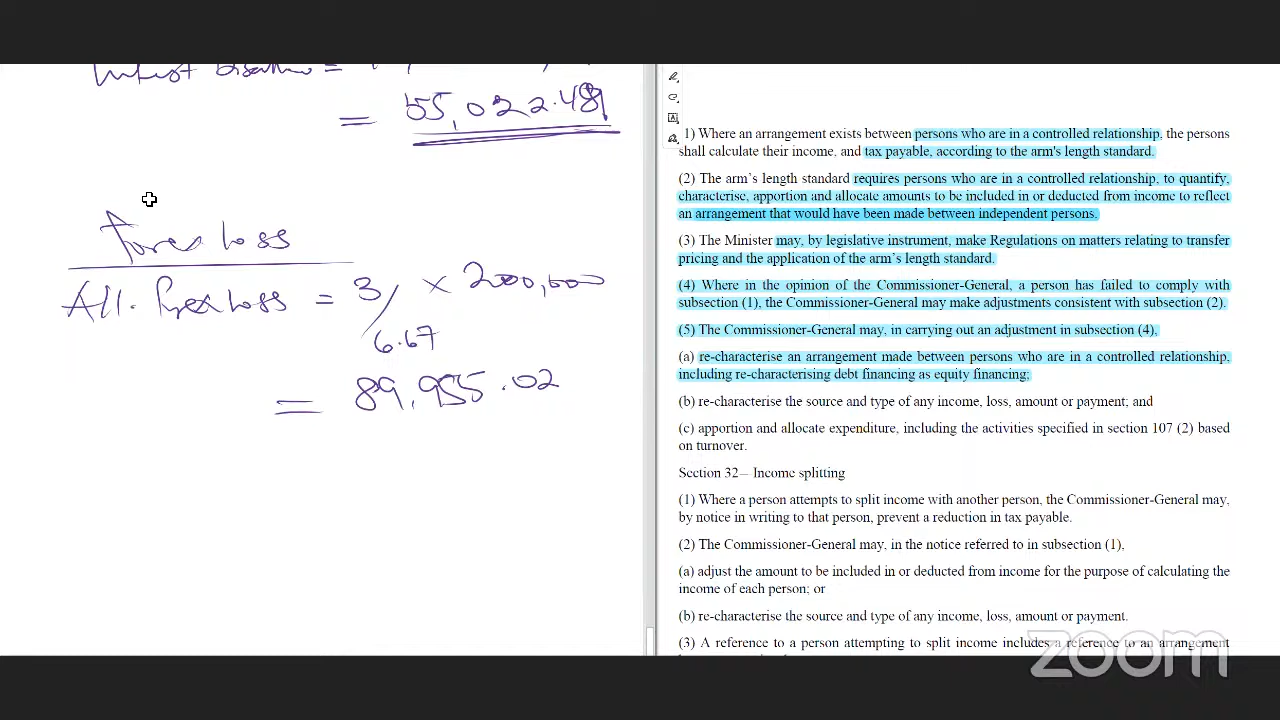 = 55,022.489
Forex loss
All. Forex loss = 3/6.67 × 200,000
= 89,955.02
1) Where an arrangement exists between persons who are in a controlled relationship, the persons
shall calculate their income, and tax payable, according to the arm's length standard.
(2) The arm’s length standard requires persons who are in a controlled relationship, to quantify,
characterise, apportion and allocate amounts to be included in or deducted from income to reflect
an arrangement that would have been made between independent persons.
(3) The Minister may, by legislative instrument, make Regulations on matters relating to transfer
pricing and the application of the arm’s length standard.
(4) Where in the opinion of the Commissioner-General, a person has failed to comply with
subsection (1), the Commissioner-General may make adjustments consistent with subsection (2).
(5) The Commissioner-General may, in carrying out an adjustment in subsection (4),
(a) re-characterise an arrangement made between persons who are in a controlled relationship,
including re-characterising debt financing as equity financing;
(b) re-characterise the source and type of any income, loss, amount or payment; and
(c) apportion and allocate expenditure, including the activities specified in section 107 (2) based
on turnover.
Section 32— Income splitting
(1) Where a person attempts to split income with another person, the Commissioner-General may,
by notice in writing to that person, prevent a reduction in tax payable.
(2) The Commissioner-General may, in the notice referred to in subsection (1),
(a) adjust the amount to be included in or deducted from income for the purpose of calculating the
income of each person; or
(b) re-characterise the source and type of any income, loss, amount or payment.
(3) A reference to a person attempting to split income includes a reference to an arrangement
zoom